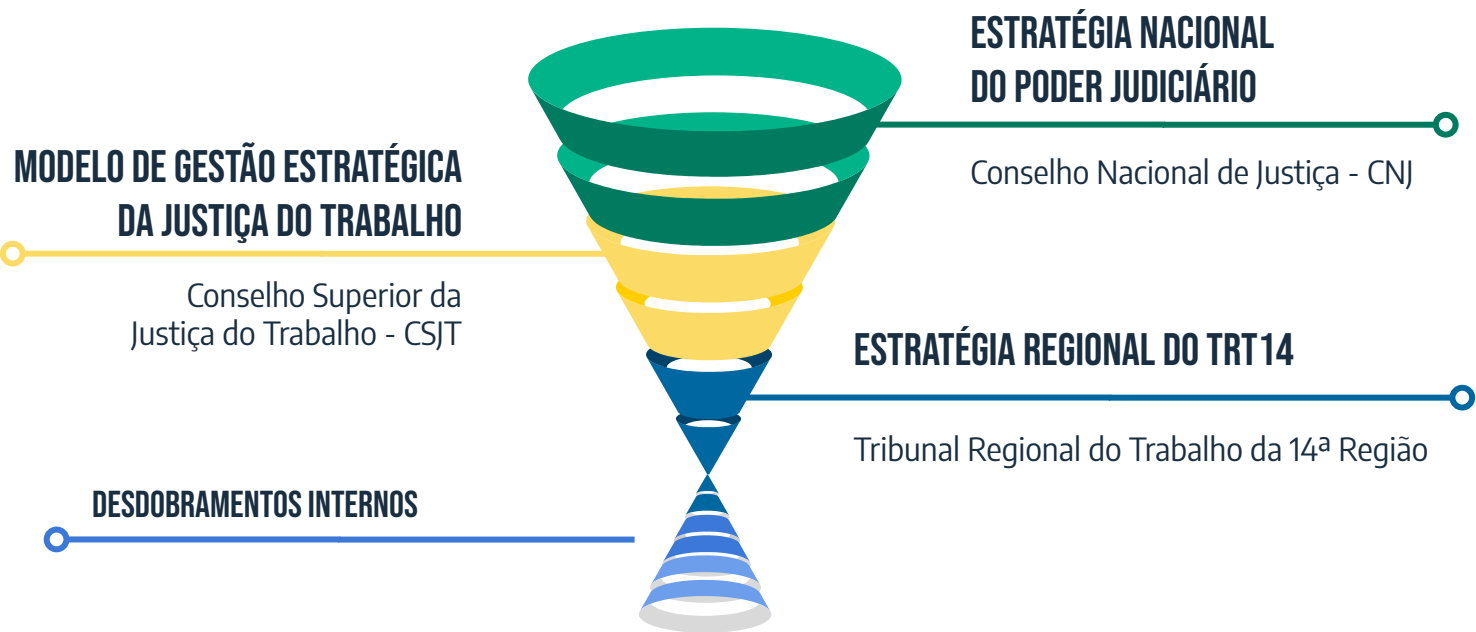 ESTRATÉGIA NACIONAL
DO PODER JUDICIÁRIO
Conselho Nacional de Justiça - CNJ
MODELO DE GESTÃO ESTRATÉGICA
DA JUSTIÇA DO TRABALHO
Conselho Superior da
Justiça do Trabalho - CSJT
ESTRATÉGIA REGIONAL DO TRT14
Tribunal Regional do Trabalho da 14ª Região
DESDOBRAMENTOS INTERNOS